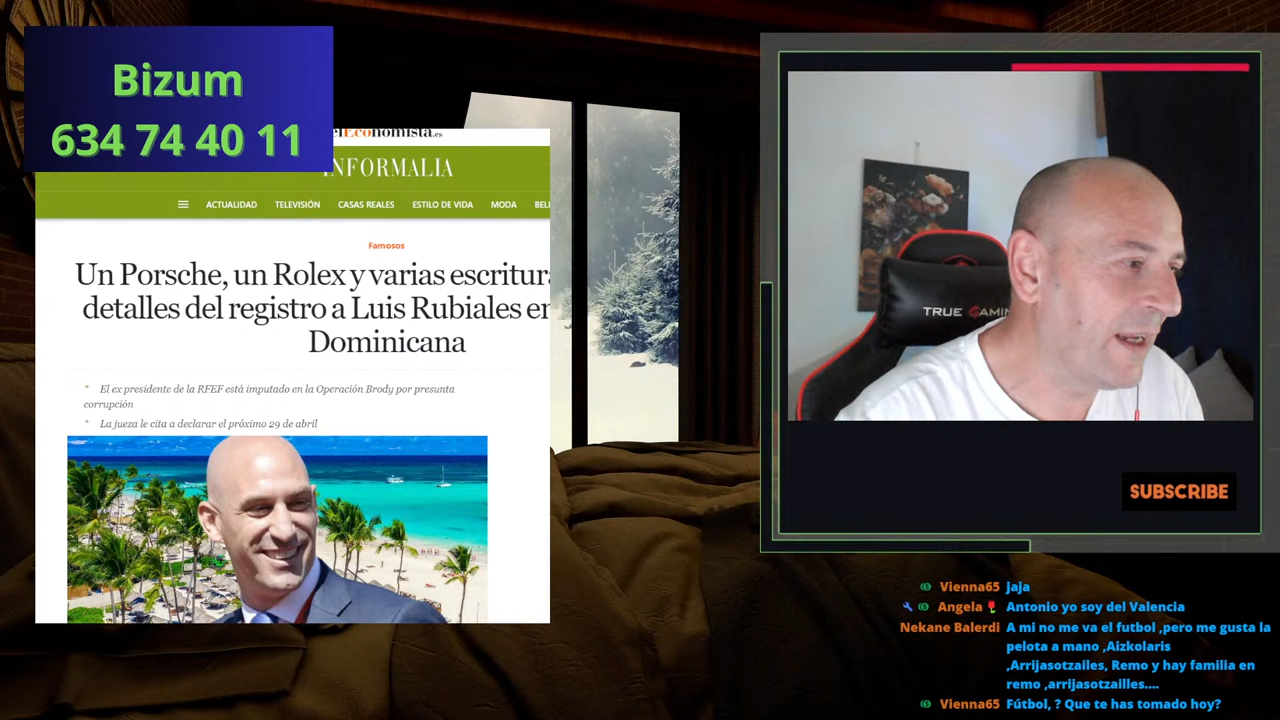 Bizum
634 74 40 11
elEconomista.es
INFORMALIA
ACTUALIDAD TELEVISIÓN CASAS REALES ESTILO DE VIDA MODA
Famosos
Un Porsche, un Rolex y varias escritur
detalles del registro a Luis Rubiales en
Dominicana
* El ex presidente de la RFEF está imputado en la Operación Brody por presunta
corrupción
* La jueza le cita a declarar el próximo 29 de abril
TRUE GAMIN
SUBSCRIBE
Vienna65 jaja
Angela Antonio yo soy del Valencia
Nekane Balerdi A mi no me va el futbol ,pero me gusta la
pelota a mano ,Aizkolaris
,Arrijasotzailes, Remo y hay familia en
remo ,arrijasotzailles....
Vienna65 Fútbol, ? Que te has tomado hoy?